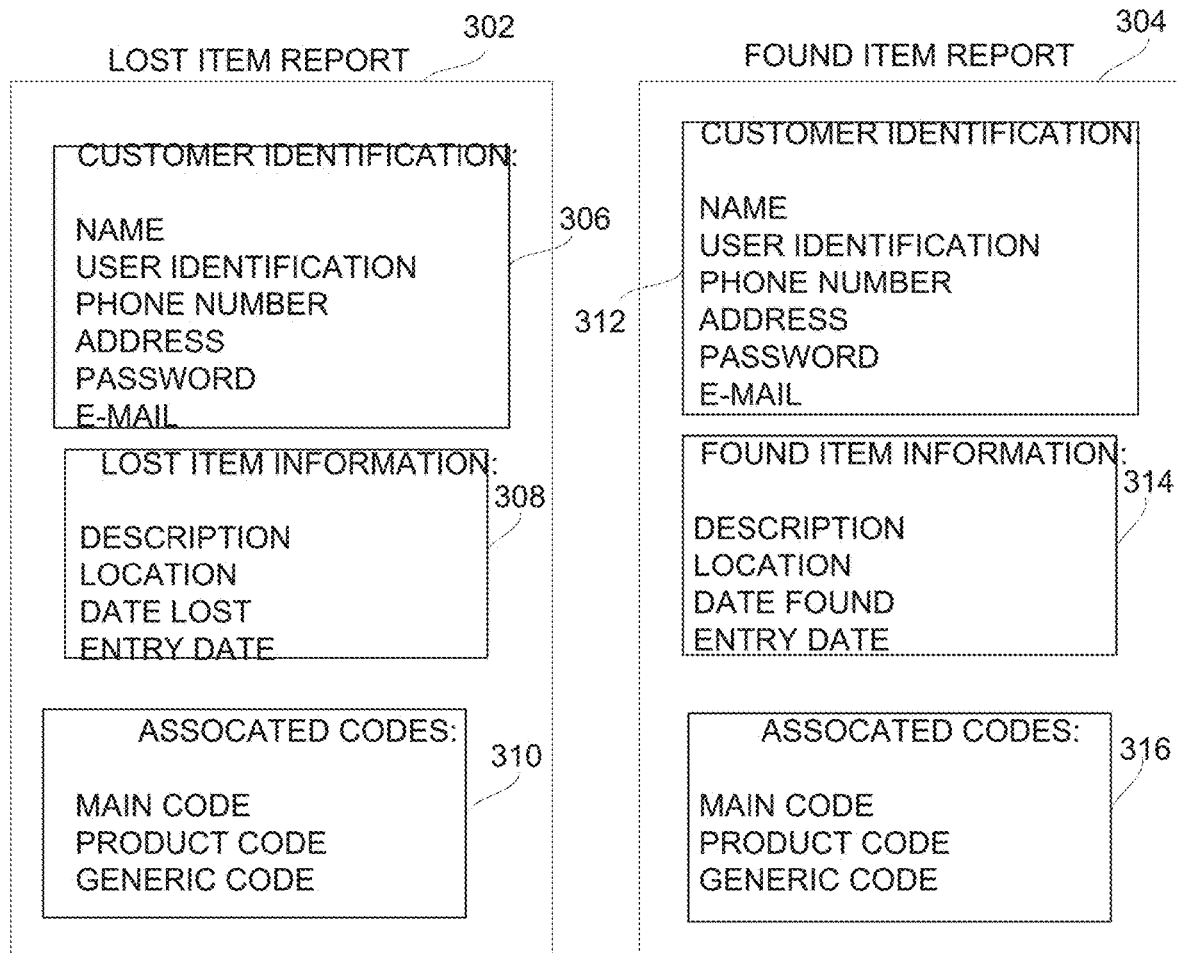 302
LOST ITEM REPORT
CUSTOMER IDENTIFICATION:
NAME
USER IDENTIFICATION
PHONE NUMBER
ADDRESS
PASSWORD
E-MAIL
306
LOST ITEM INFORMATION:
308
DESCRIPTION
LOCATION
DATE LOST
ENTRY DATE
ASSOCATED CODES:
310
MAIN CODE
PRODUCT CODE
GENERIC CODE
304
FOUND ITEM REPORT
CUSTOMER IDENTIFICATION:
NAME
USER IDENTIFICATION
PHONE NUMBER
312
ADDRESS
PASSWORD
E-MAIL
FOUND ITEM INFORMATION:
314
DESCRIPTION
LOCATION
DATE FOUND
ENTRY DATE
ASSOCATED CODES:
316
MAIN CODE
PRODUCT CODE
GENERIC CODE